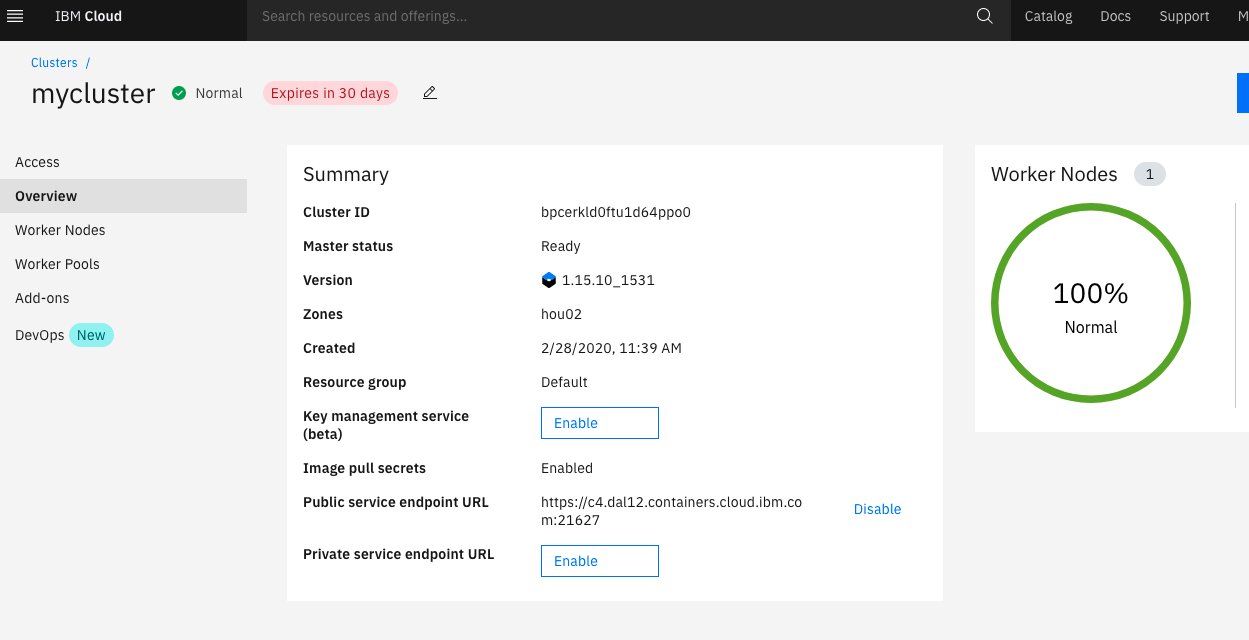 IBM Cloud
Search resources and offerings...
Catalog
Docs
Support
M
Clusters /
mycluster
Normal
Expires in 30 days
Access
Overview
Worker Nodes
Worker Pools
Add-ons
DevOps New
Summary
Cluster ID bpcerkld0ftu1d64ppo0
Master status Ready
Version 1.15.10_1531
Zones hou02
Created 2/28/2020, 11:39 AM
Resource group Default
Key management service
(beta)
Enable
Image pull secrets Enabled
Public service endpoint URL https://c4.dal12.containers.cloud.ibm.co
m:21627
Disable
Private service endpoint URL Enable
Worker Nodes 1
100%
Normal